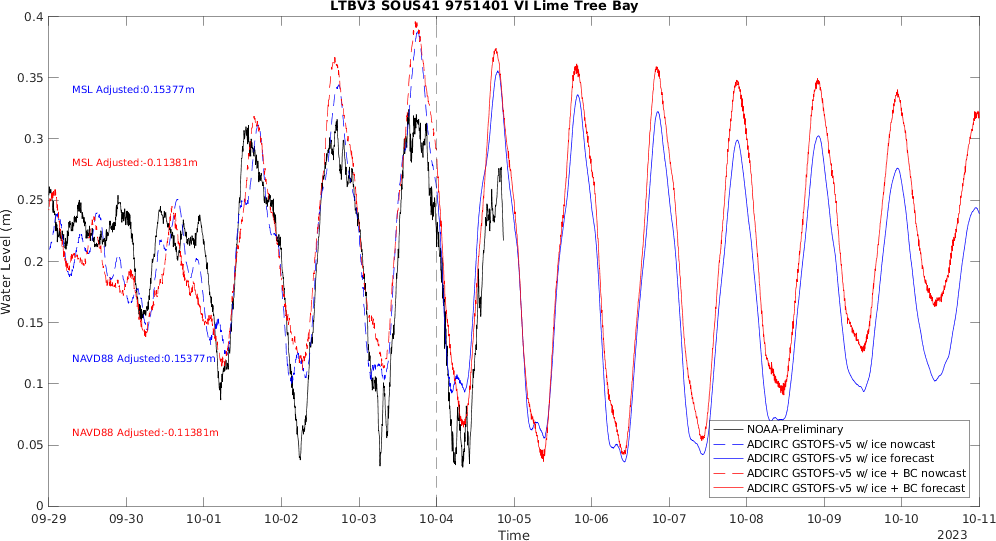 LTBV3 SOUS41 9751401 VI Lime Tree Bay
Water Level (m)
0.4
0.35
0.3
0.25
0.2
0.15
0.1
0.05
0
MSL Adjusted:0.15377m
MSL Adjusted:-0.11381m
NAVD88 Adjusted:0.15377m
NAVD88 Adjusted:-0.11381m
NOAA-Preliminary
ADCIRC GSTOFS-v5 w/ ice nowcast
ADCIRC GSTOFS-v5 w/ ice forecast
ADCIRC GSTOFS-v5 w/ ice + BC nowcast
ADCIRC GSTOFS-v5 w/ ice + BC forecast
09-29 09-30 10-01 10-02 10-03 10-04 10-05 10-06 10-07 10-08 10-09 10-10 10-11
Time
2023